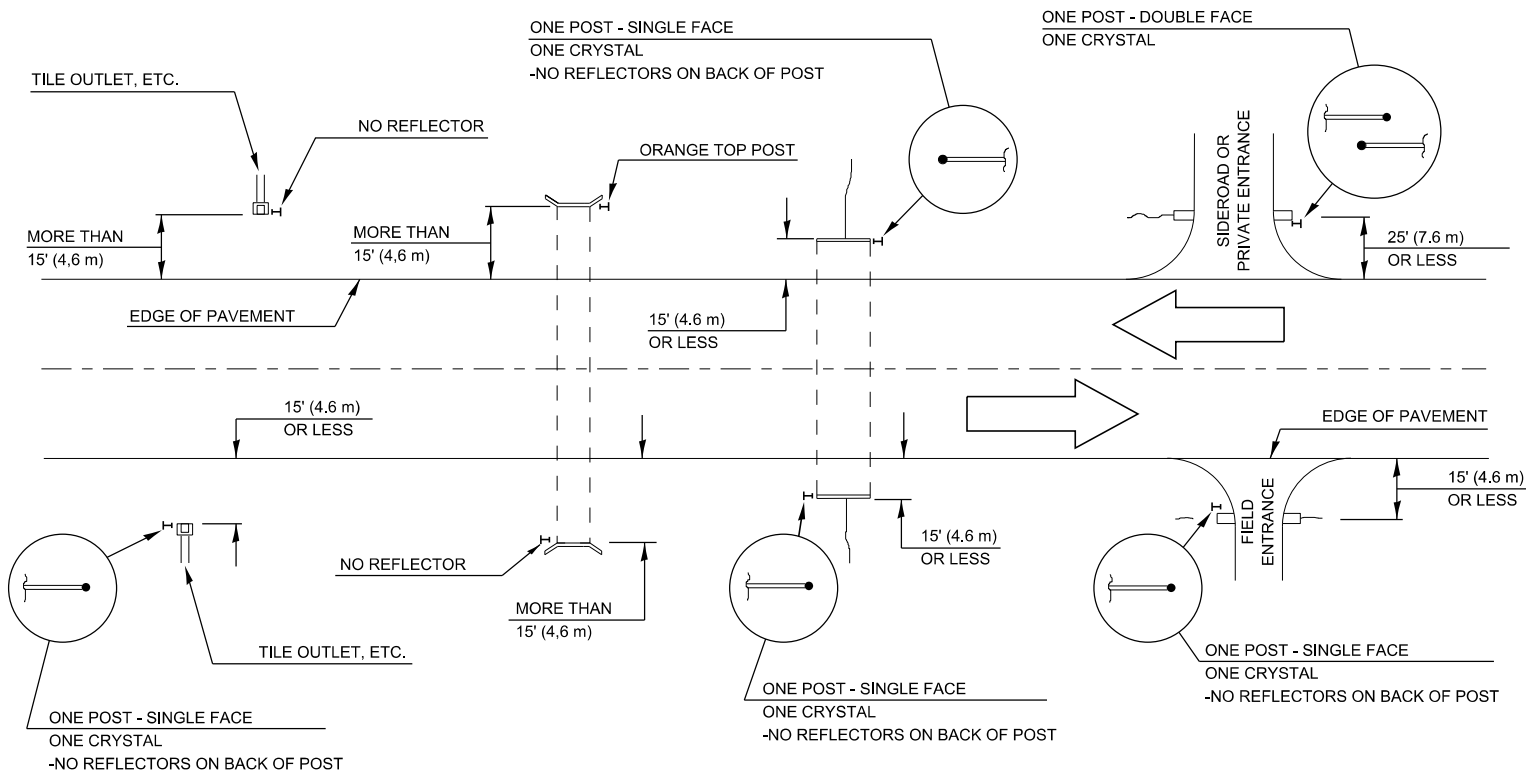 ONE POST - SINGLE FACE
ONE CRYSTAL
-NO REFLECTORS ON BACK OF POST
ONE POST - DOUBLE FACE
ONE CRYSTAL
TILE OUTLET, ETC.
NO REFLECTOR
ORANGE TOP POST
SIDEROAD OR
PRIVATE ENTRANCE
MORE THAN
15' (4,6 m)
MORE THAN
15' (4,6 m)
25' (7.6 m)
OR LESS
EDGE OF PAVEMENT
15' (4.6 m)
OR LESS
15' (4.6 m)
OR LESS
EDGE OF PAVEMENT
15' (4.6 m)
OR LESS
FIELD
ENTRANCE
15' (4.6 m)
OR LESS
NO REFLECTOR
MORE THAN
15' (4,6 m)
TILE OUTLET, ETC.
ONE POST - SINGLE FACE
ONE CRYSTAL
-NO REFLECTORS ON BACK OF POST
ONE POST - SINGLE FACE
ONE CRYSTAL
-NO REFLECTORS ON BACK OF POST
ONE POST - SINGLE FACE
ONE CRYSTAL
-NO REFLECTORS ON BACK OF POST